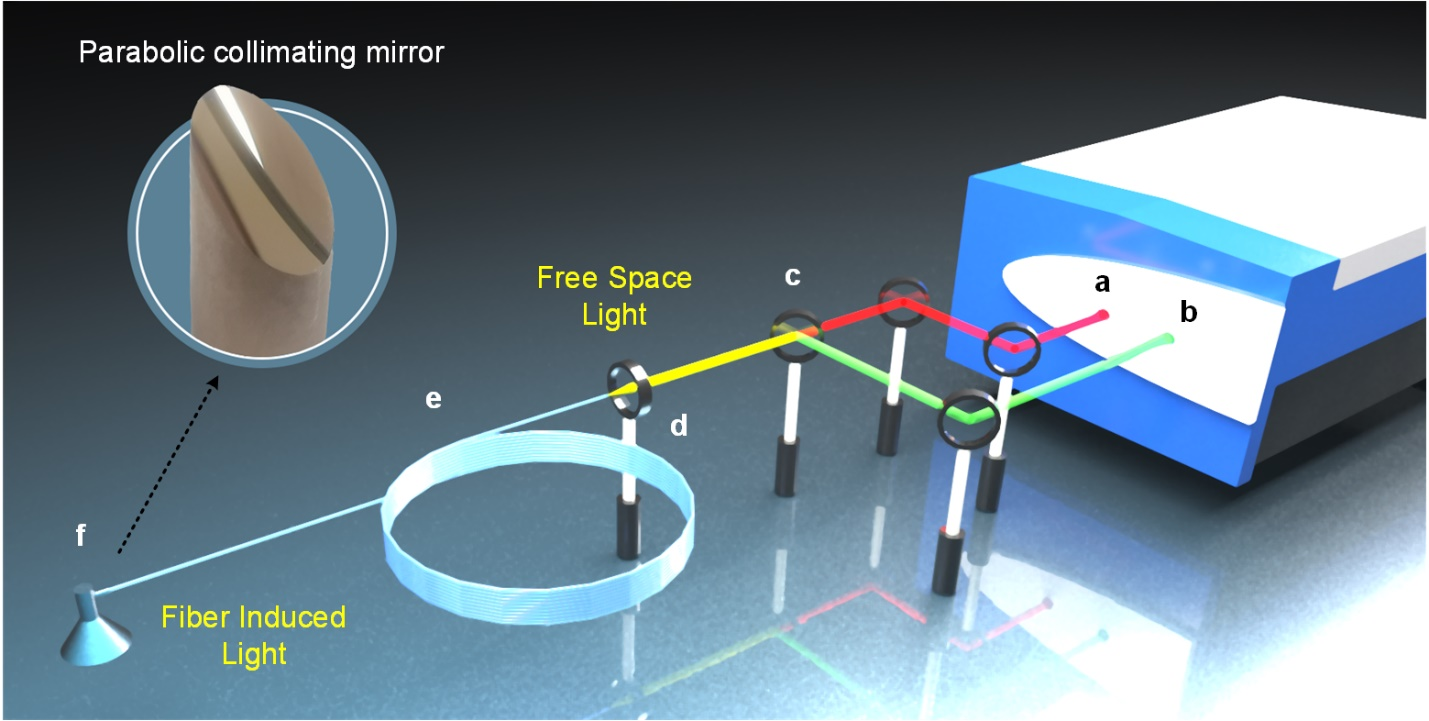 Parabolic collimating mirror
Free Space
Light
c
a
b
e
d
f
Fiber Induced
Light